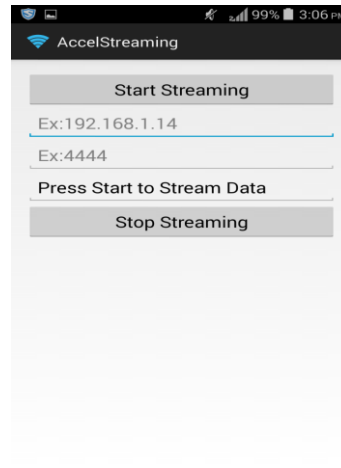 99% 3:06 PM
AccelStreaming
Start Streaming
Ex:192.168.1.14
Ex:4444
Press Start to Stream Data
Stop Streaming